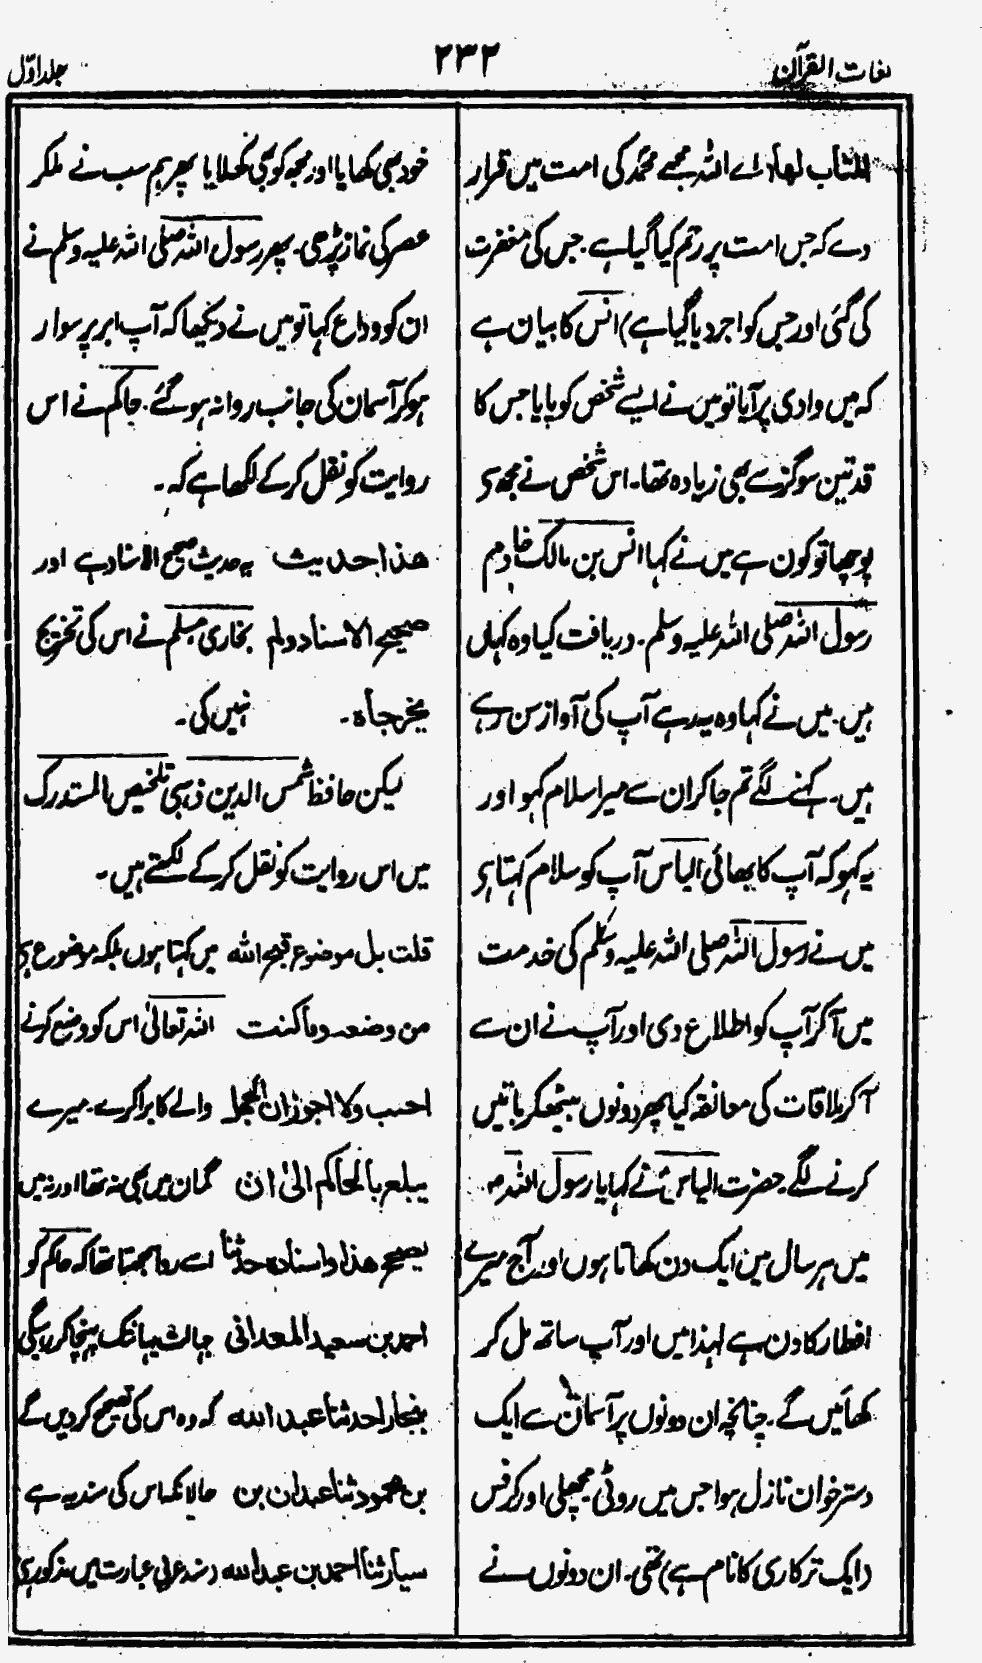 لغات القرآن
۲۳۲
جلد اوّل
المتاب لھا (اے اللہ مجھے محمدؐ کی امت میں قرار
دے کہ جس امت پر رحم کیا گیا ہے۔ جس کی مغفرت
کی گئی اور جس کو اجر دیا گیا ہے) انس کا بیان ہے
کہ میں وادی پر آیا تو میں نے ایسے شخص کو پایا جس کا
قد تین سو گز سے بھی زیادہ تھا۔ اس شخص نے مجھ سے
پوچھا تو کون ہے میں نے کہا انس بن مالک خادم
رسول اللہ صلی اللہ علیہ وسلم۔ دریافت کیا وہ کہاں
ہیں۔ میں نے کہا وہ یہ رہے آپ کی آواز سن رہے
ہیں۔ کہنے لگے تم جا کر ان سے میرا سلام کہو اور
یہ کہو کہ آپ کا بھائی الیاس آپ کو سلام کہتا ہے
میں نے رسول اللہ صلی اللہ علیہ وسلم کی خدمت
میں آ کر آپ کو اطلاع دی اور آپ نے ان سے
آ کر ملاقات کی معانقہ کیا پھر دونوں بیٹھکر باتیں
کرنے لگے۔ حضرت الیاسؑ نے کہا یا رسول اللہ
میں ہر سال میں ایک دن کھاتا ہوں اور آج میرے
افطار کا دن ہے لہذا میں اور آپ ساتھ مل کر
کھائیں گے۔ چنانچہ ان دونوں پر آسمان سے ایک
دستر خوان نازل ہوا جس میں روٹی مچھلی اور کرفس
(ایک ترکاری کا نام ہے) تھی۔ ان دونوں نے
خود بھی کھایا اور مجھ کو بھی کھلایا پھر ہم سب نے ملکر
عصر کی نماز پڑھی۔ پھر رسول اللہ صلی اللہ علیہ وسلم نے
ان کو وداع کہا تو میں نے دیکھا کہ آپ ابر پر سوار
ہو کر آسمان کی جانب روانہ ہو گئے۔ حاکم نے اس
روایت کو نقل کر کے لکھا ہے کہ۔
ھذا حدیث یہ حدیث صحیح الاسناد ہے اور
صحیح الاسناد ولم بخاری مسلم نے اس کی تخریج
یخرجاہ۔ نہیں کی۔
لیکن حافظ شمس الدین ذہبی تلخیص المستدرک
میں اس روایت کو نقل کر کے لکھتے ہیں۔
قلت بل موضوع قبح اللہ میں کہتا ہوں بلکہ موضوع ہے
من وضعہ وما کنت اللہ تعالیٰ اس کو وضع کرنے
احسب ولا اجوز ان الجھل والے کا برا کرے۔ میرے
یبلغ بالحاکم الیٰ ان گمان میں بھی نہ تھا اور نہ میں
یصحح ھذا واسنادہ حدثنا اسے روا سمجھتا تھا کہ حاکم کو
احمد بن سعید المعدانی جہالت یہانتک پہنچا کر رہیگی
ببخارا حدثنا عبد اللہ کہ وہ اس کی تصحیح کر دیں گے
بن محمود ثنا عبدان بن حالانکہ اس کی سند یہ ہے
سیار ثنا احمد بن عبد اللہ (سند عربی عبارت میں مذکور ہے)